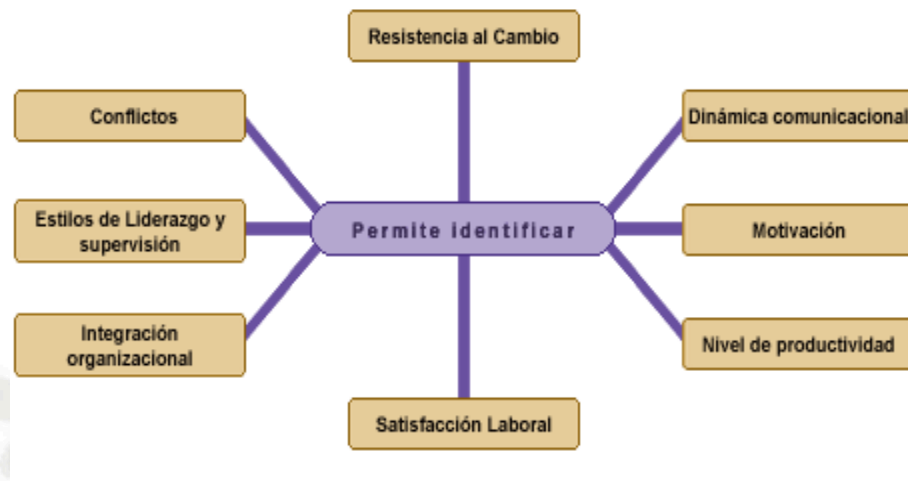 Resistencia al Cambio
Conflictos
Dinámica comunicacional
Estilos de Liderazgo y
supervisión
Permite identificar
Motivación
Integración
organizacional
Nivel de productividad
Satisfacción Laboral